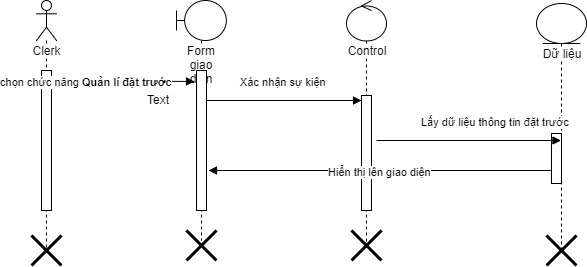 Clerk
Form
giao
diện
Control
Dữ liệu
chọn chức năng Quản lí đặt trước
Xác nhận sự kiện
Text
Lấy dữ liệu thông tin đặt trước
Hiển thị lên giao diện